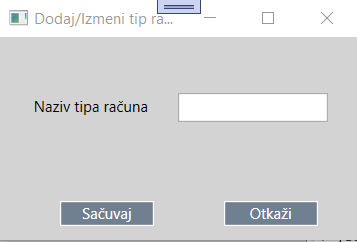 Dodaj/Izmeni tip ra...
Naziv tipa računa
Sačuvaj
Otkaži